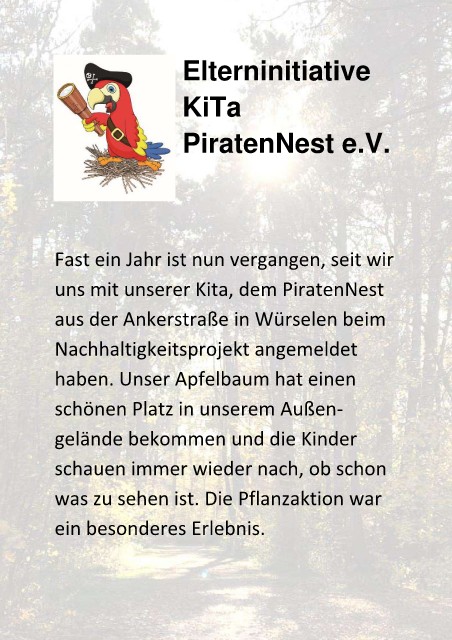 Elterninitiative
KiTa
PiratenNest e.V.
Fast ein Jahr ist nun vergangen, seit wir
uns mit unserer Kita, dem PiratenNest
aus der Ankerstraße in Würselen beim
Nachhaltigkeitsprojekt angemeldet
haben. Unser Apfelbaum hat einen
schönen Platz in unserem Außen-
gelände bekommen und die Kinder
schauen immer wieder nach, ob schon
was zu sehen ist. Die Pflanzaktion war
ein besonderes Erlebnis.